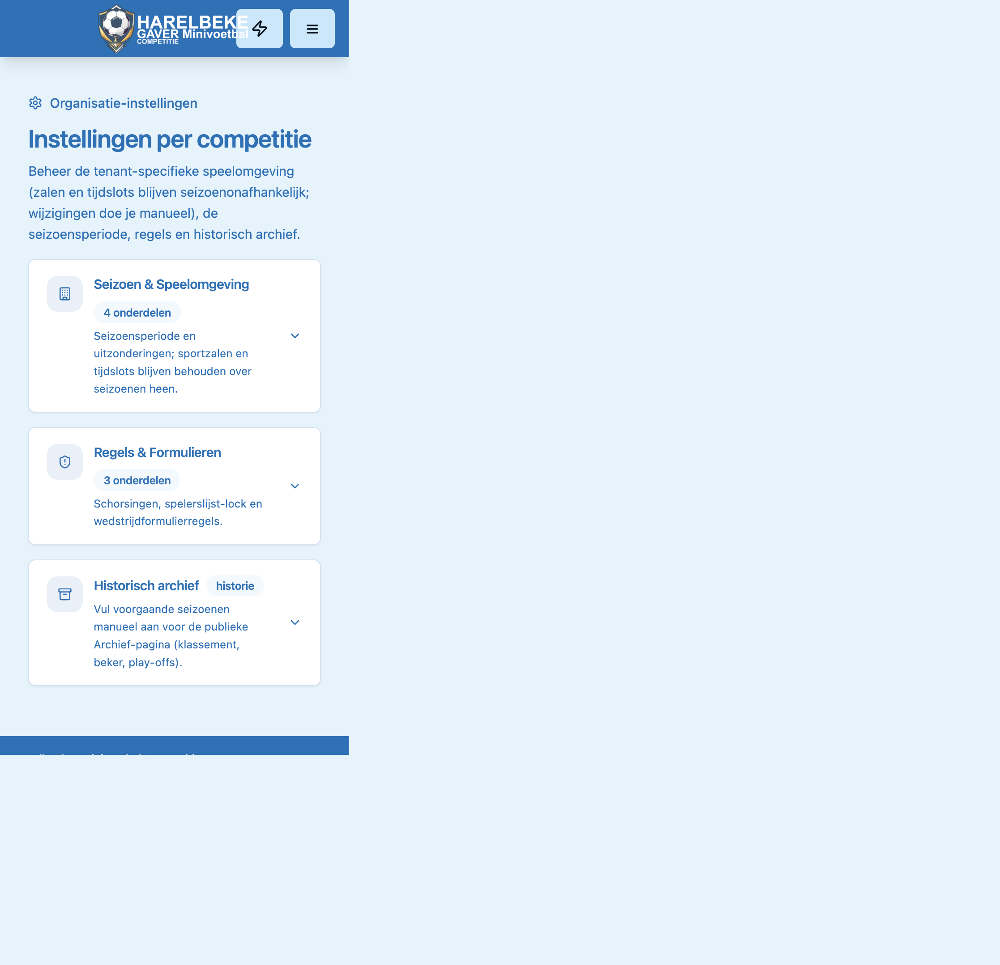 HARELBEKE
GAVER Minivoetbal
COMPETITIE
Organisatie-instellingen
Instellingen per competitie
Beheer de tenant-specifieke speelomgeving
(zalen en tijdslots blijven seizoenonafhankelijk;
wijzigingen doe je manueel), de
seizoensperiode, regels en historisch archief.
Seizoen & Speelomgeving
4 onderdelen
Seizoensperiode en
uitzonderingen; sportzalen en
tijdslots blijven behouden over
seizoenen heen.
Regels & Formulieren
3 onderdelen
Schorsingen, spelerslijst-lock en
wedstrijdformulierregels.
Historisch archief historie
Vul voorgaande seizoenen
manueel aan voor de publieke
Archief-pagina (klassement,
beker, play-offs).